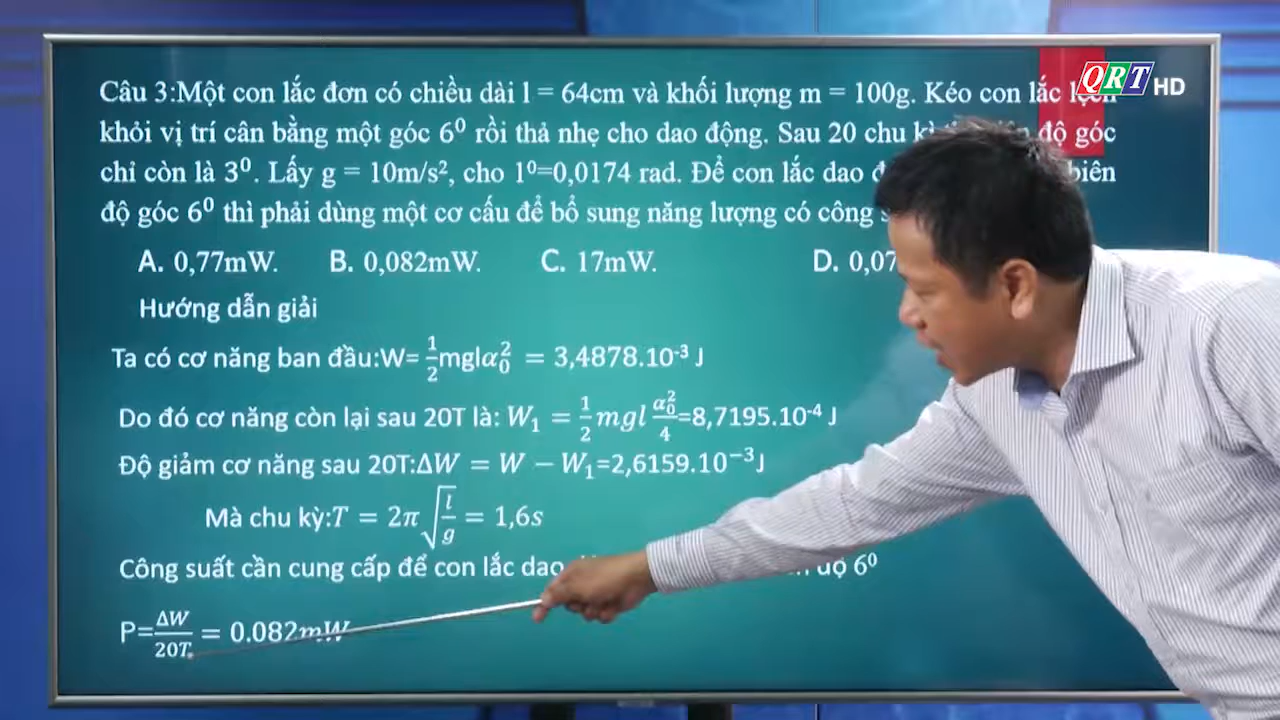 QRT HD
Câu 3:Một con lắc đơn có chiều dài l = 64cm và khối lượng m = 100g. Kéo con lắc lệch
khỏi vị trí cân bằng một góc 6⁰ rồi thả nhẹ cho dao động. Sau 20 chu kì độ góc
chỉ còn là 3⁰. Lấy g = 10m/s², cho 1⁰=0,0174 rad. Để con lắc dao biên
độ góc 6⁰ thì phải dùng một cơ cấu để bổ sung năng lượng có công
A. 0,77mW. B. 0,082mW. C. 17mW. D. 0,07
Hướng dẫn giải
Ta có cơ năng ban đầu:W= 1/2 mglα₀² = 3,4878.10⁻³ J
Do đó cơ năng còn lại sau 20T là: W₁ = 1/2 mgl α₀²/4 =8,7195.10⁻⁴ J
Độ giảm cơ năng sau 20T:ΔW = W − W₁=2,6159.10⁻³J
Mà chu kỳ:T = 2π√(l/g) = 1,6s
Công suất cần cung cấp để con lắc dao độ 6⁰
P=ΔW/20T = 0.082mW